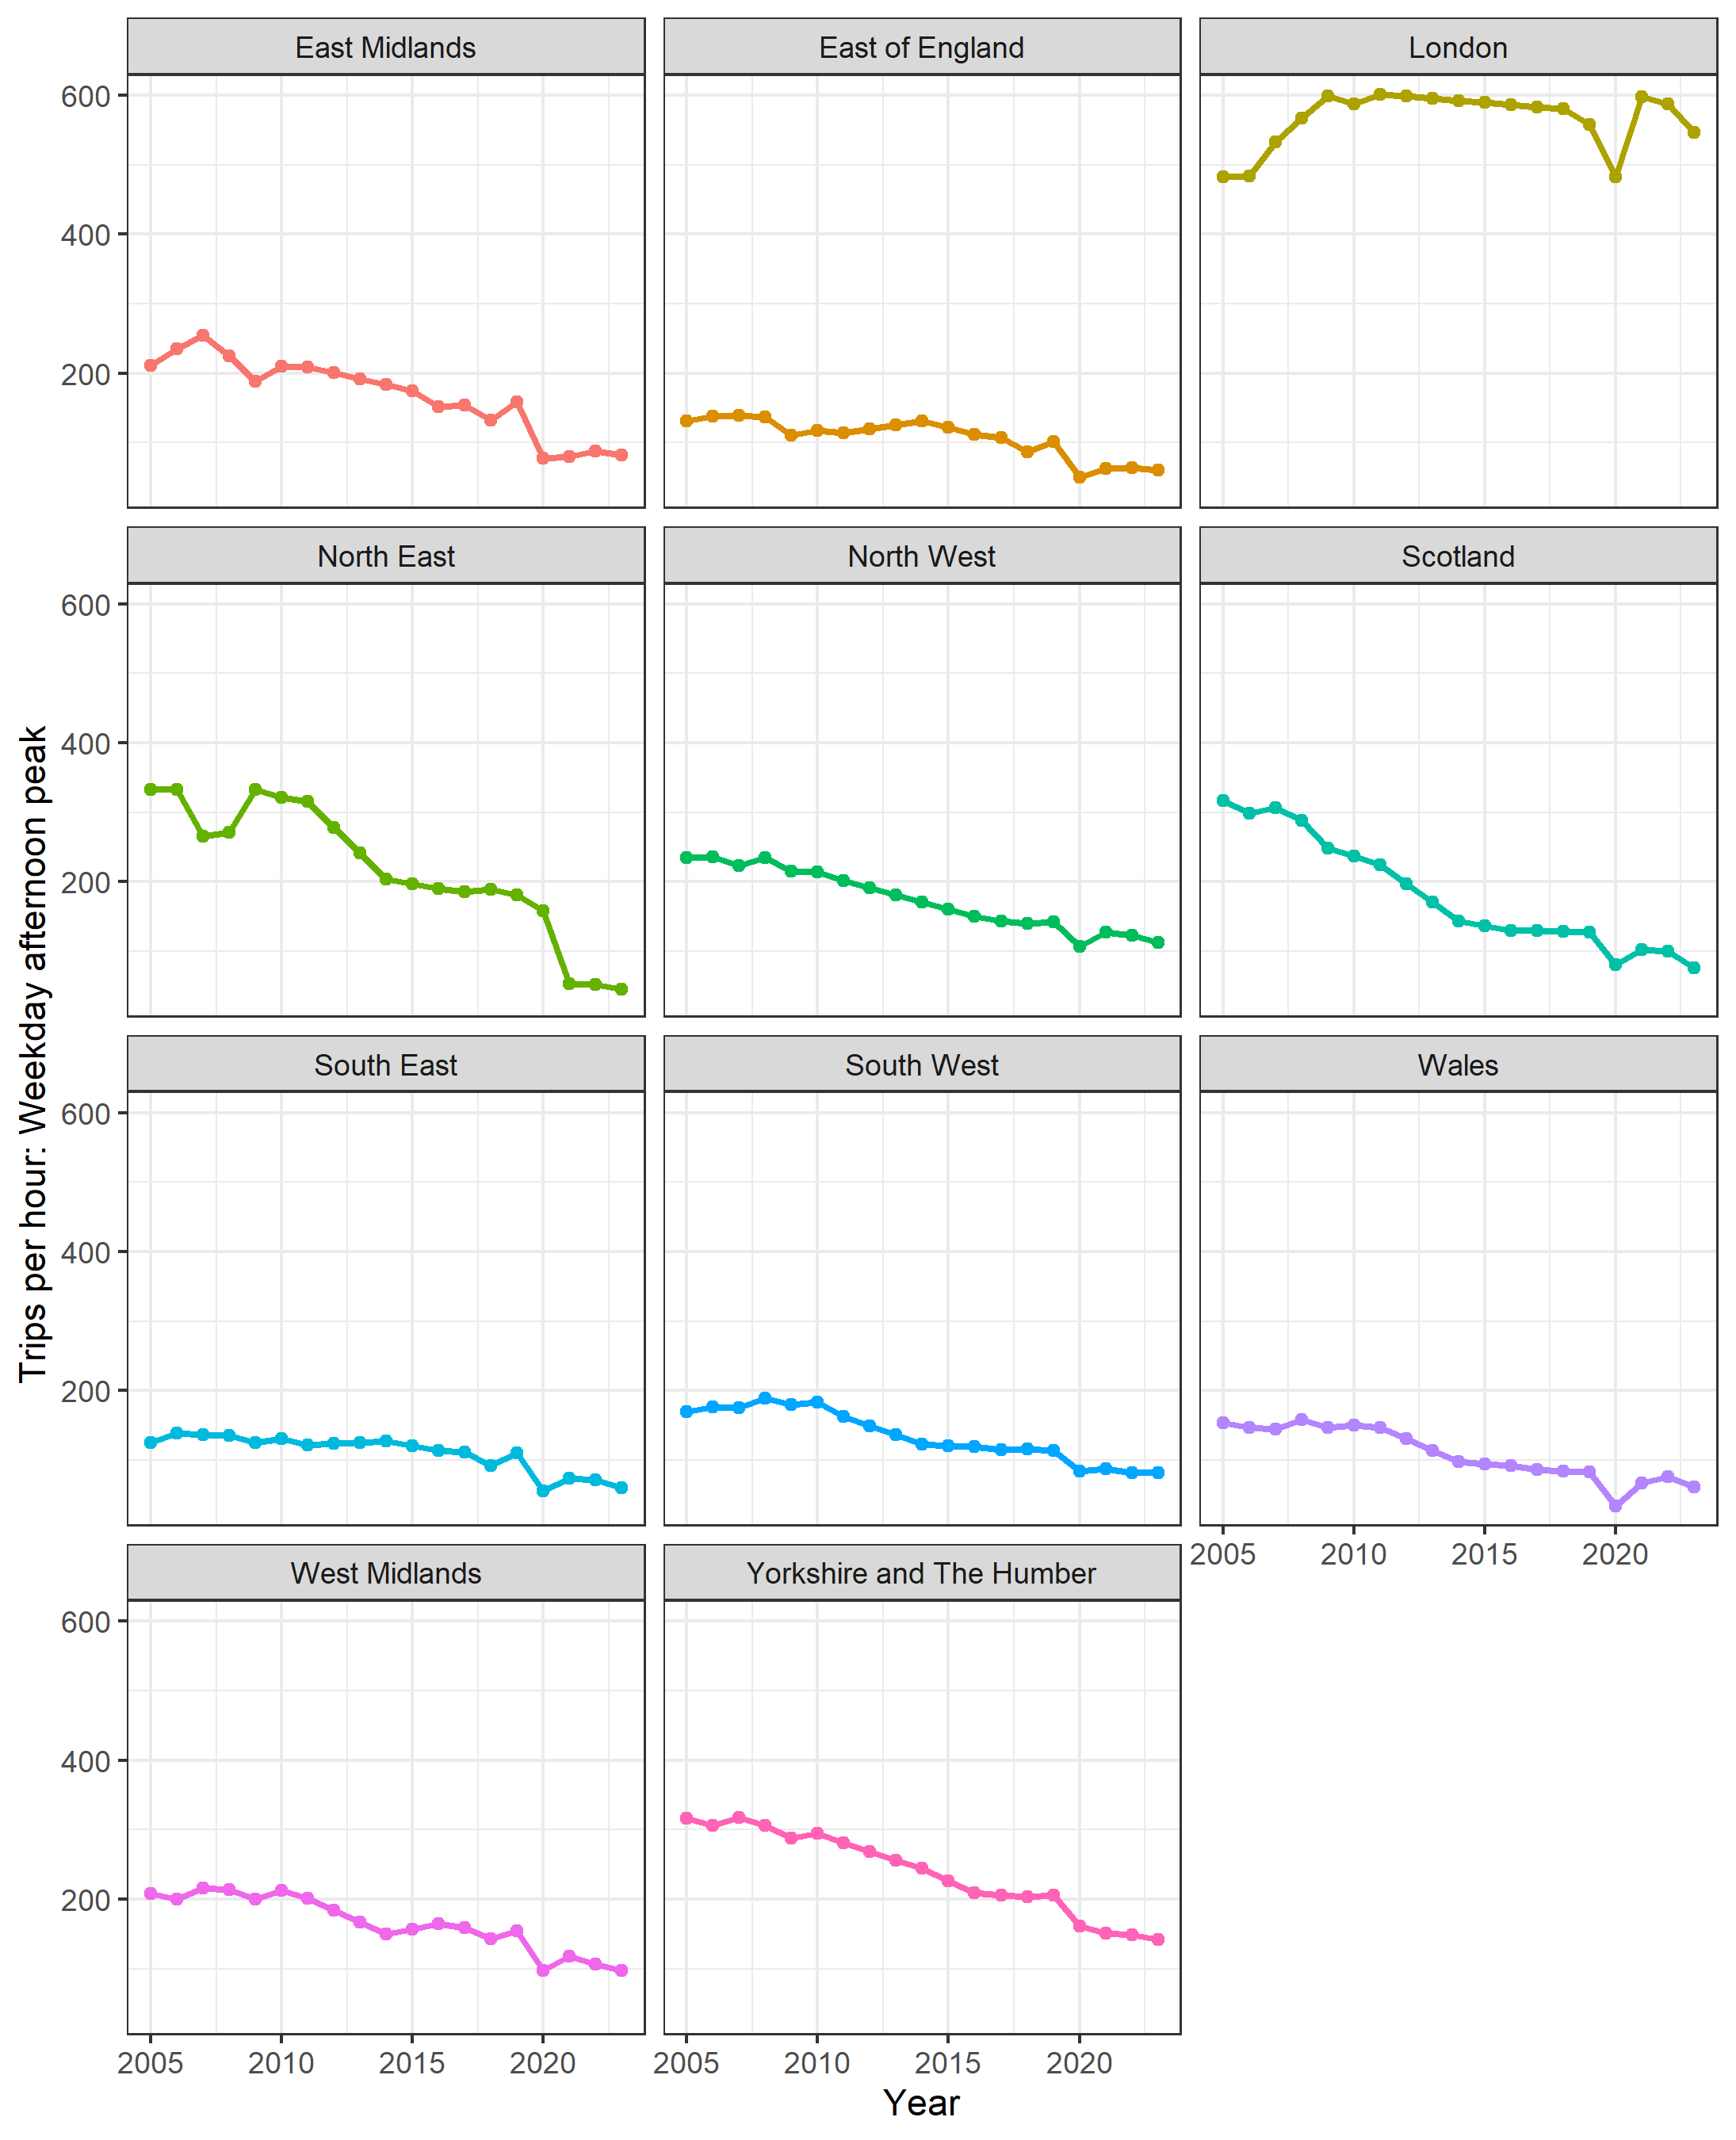 East Midlands
East of England
London
600
400
200
North East
North West
Scotland
600
400
200
South East
South West
Wales
600
400
200
2005 2010 2015 2020
West Midlands
Yorkshire and The Humber
600
400
200
2005 2010 2015 2020
2005 2010 2015 2020
Year
Trips per hour: Weekday afternoon peak